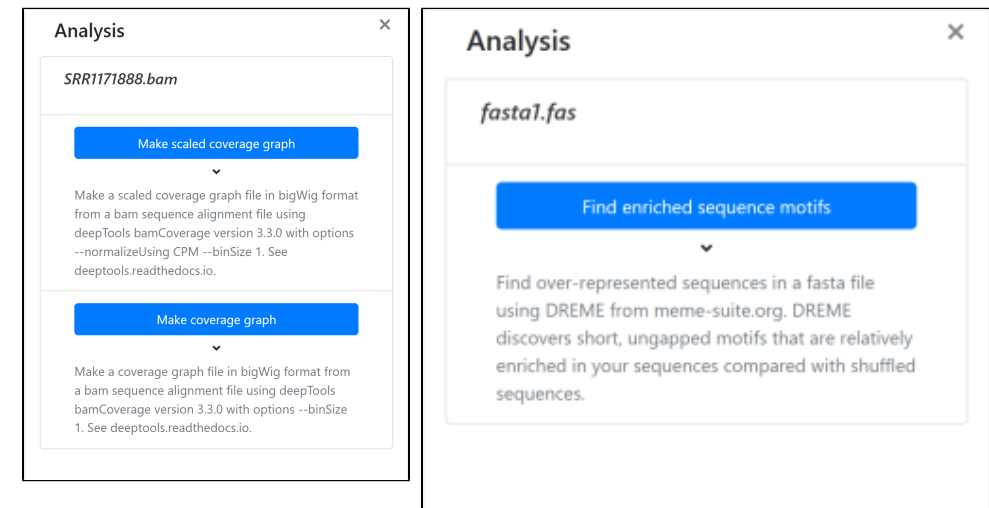 Analysis
SRR1171888.bam
Make scaled coverage graph
Make a scaled coverage graph file in bigWig format
from a bam sequence alignment file using
deepTools bamCoverage version 3.3.0 with options
--normalizeUsing CPM --binSize 1. See
deeptools.readthedocs.io.
Make coverage graph
Make a coverage graph file in bigWig format from
a bam sequence alignment file using deepTools
bamCoverage version 3.3.0 with options --binSize
1. See deeptools.readthedocs.io.
Analysis
fasta1.fas
Find enriched sequence motifs
Find over-represented sequences in a fasta file
using DREME from meme-suite.org. DREME
discovers short, ungapped motifs that are relatively
enriched in your sequences compared with shuffled
sequences.